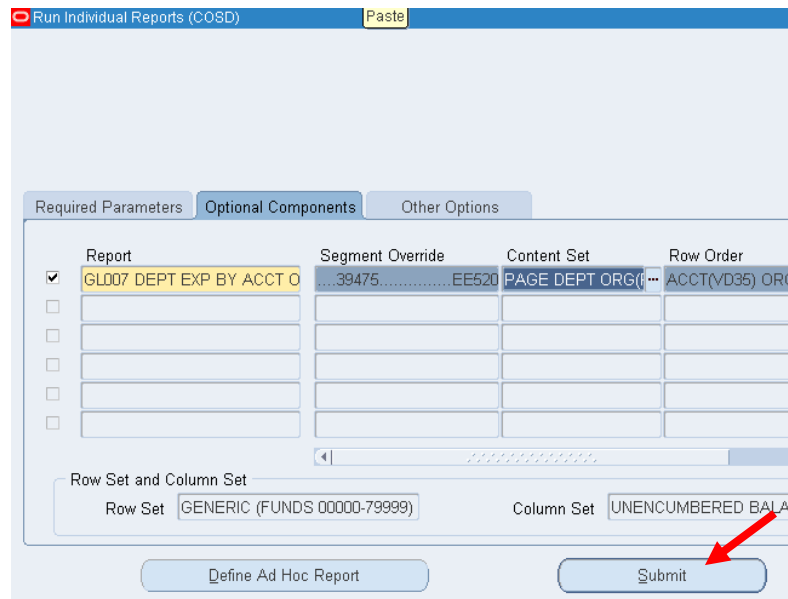 Run Individual Reports (COSD) Paste
Required Parameters Optional Components Other Options
Report Segment Override Content Set Row Order
GL007 DEPT EXP BY ACCT O ....39475..............EE520 PAGE DEPT ORG( ... ACCT(VD35) ORG
Row Set and Column Set
Row Set GENERIC (FUNDS 00000-79999) Column Set UNENCUMBERED BALA
Define Ad Hoc Report Submit